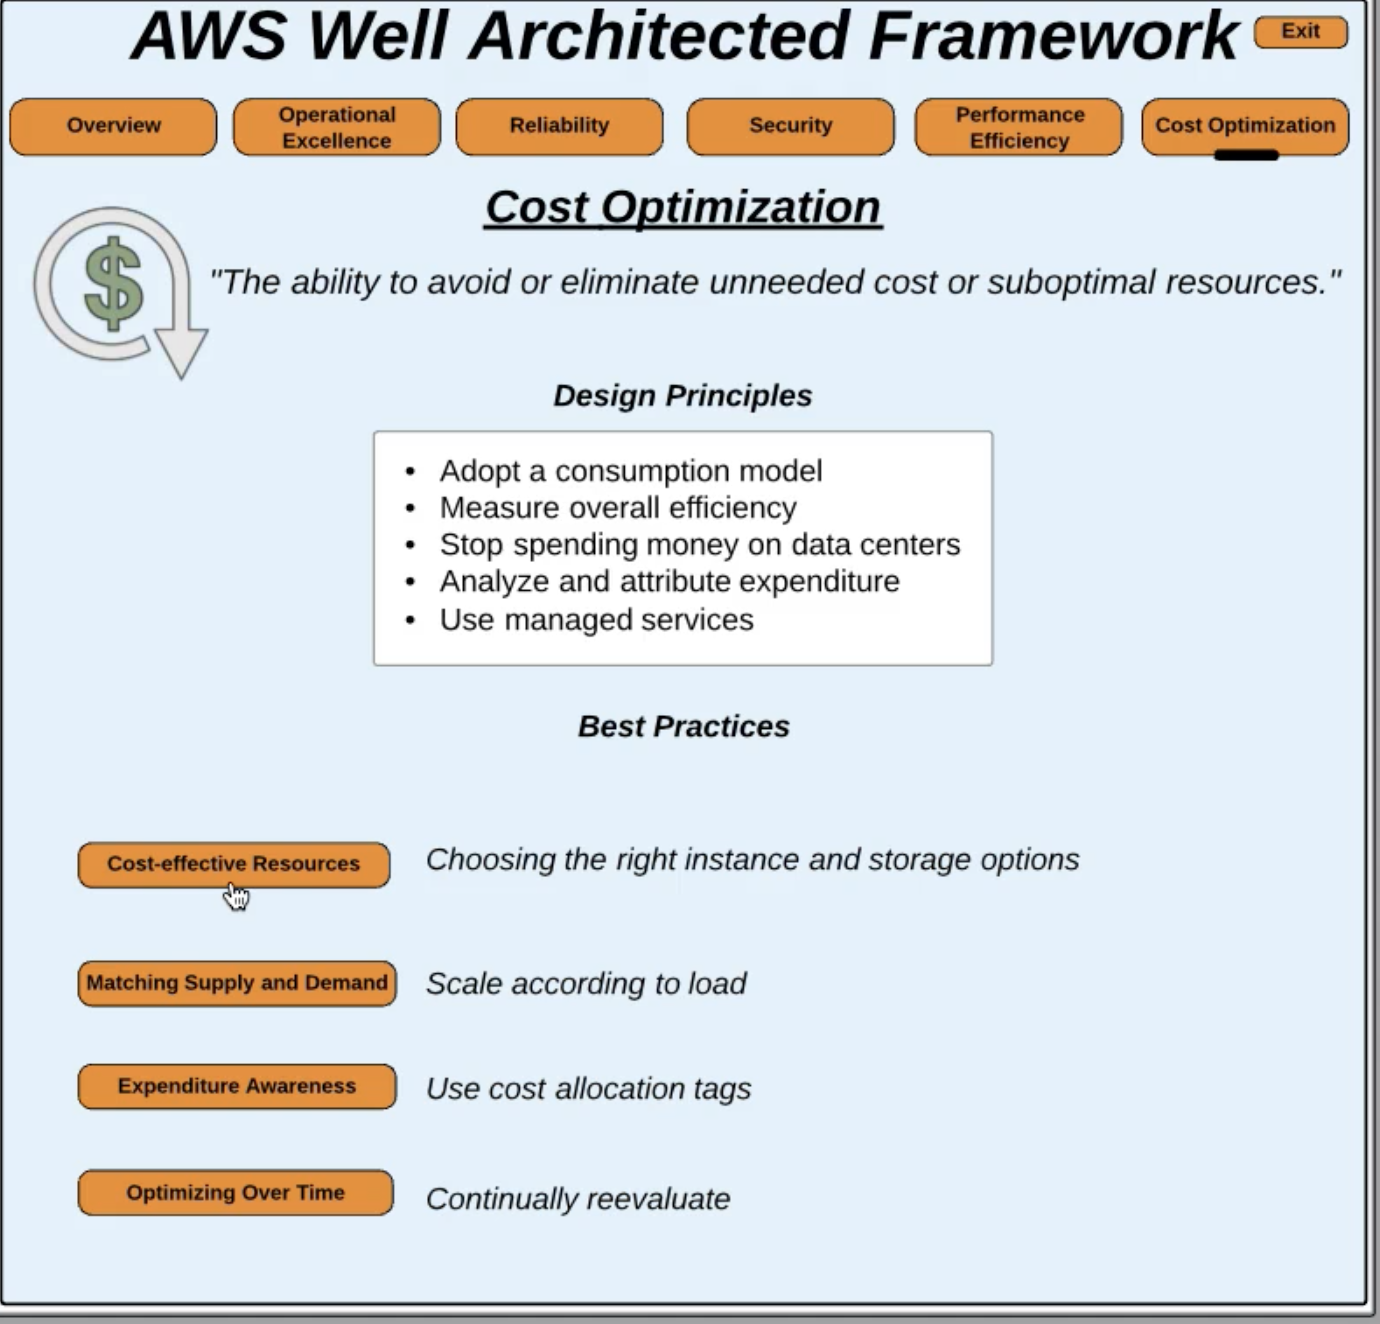 AWS Well Architected Framework
Exit
Overview
Operational
Excellence
Reliability
Security
Performance
Efficiency
Cost Optimization
Cost Optimization
$
"The ability to avoid or eliminate unneeded cost or suboptimal resources."
Design Principles
• Adopt a consumption model
• Measure overall efficiency
• Stop spending money on data centers
• Analyze and attribute expenditure
• Use managed services
Best Practices
Cost-effective Resources
Choosing the right instance and storage options
Matching Supply and Demand
Scale according to load
Expenditure Awareness
Use cost allocation tags
Optimizing Over Time
Continually reevaluate